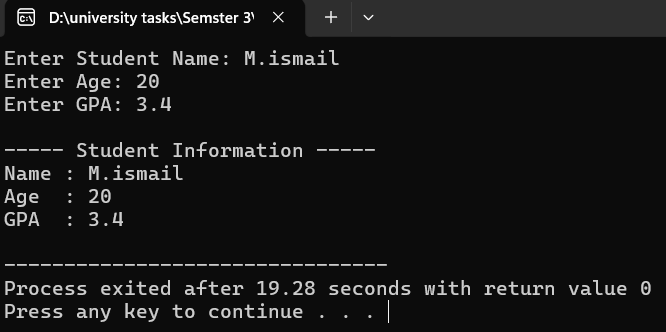 D:\university tasks\Semster 3\
Enter Student Name: M.ismail
Enter Age: 20
Enter GPA: 3.4
----- Student Information -----
Name : M.ismail
Age  : 20
GPA  : 3.4
--------------------------------
Process exited after 19.28 seconds with return value 0
Press any key to continue . . .